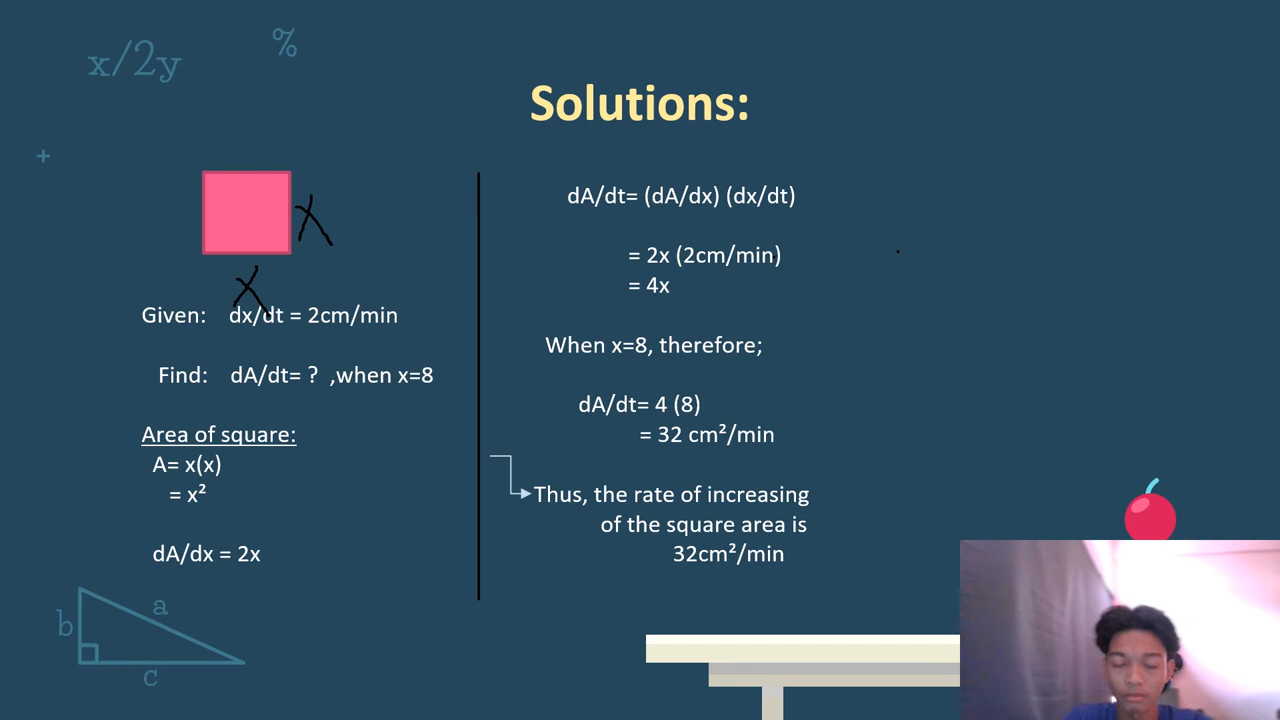 x/2y
%
+
Solutions:
X
X
Given: dx/dt = 2cm/min
Find: dA/dt= ? ,when x=8
Area of square:
A= x(x)
= x²
dA/dx = 2x
a
b
c
dA/dt= (dA/dx) (dx/dt)
= 2x (2cm/min)
= 4x
When x=8, therefore;
dA/dt= 4 (8)
= 32 cm²/min
Thus, the rate of increasing
of the square area is
32cm²/min